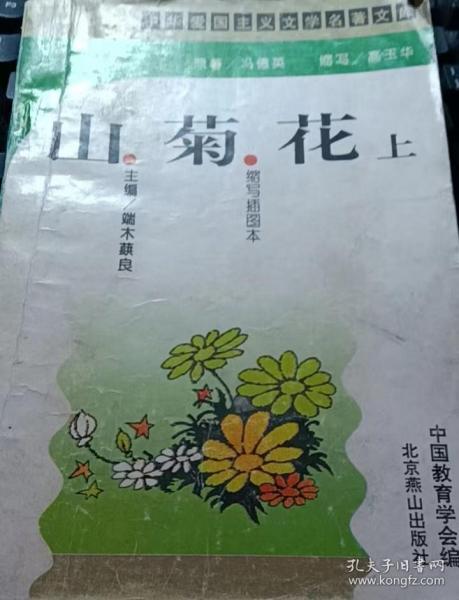 中华爱国主义文学名著文库
原著/冯德英 缩写/高玉华
山·菊·花 上
主编/端木蕻良
缩写插图本
中国教育学会编
北京燕山出版社
孔夫子旧书网
www.kongfz.com